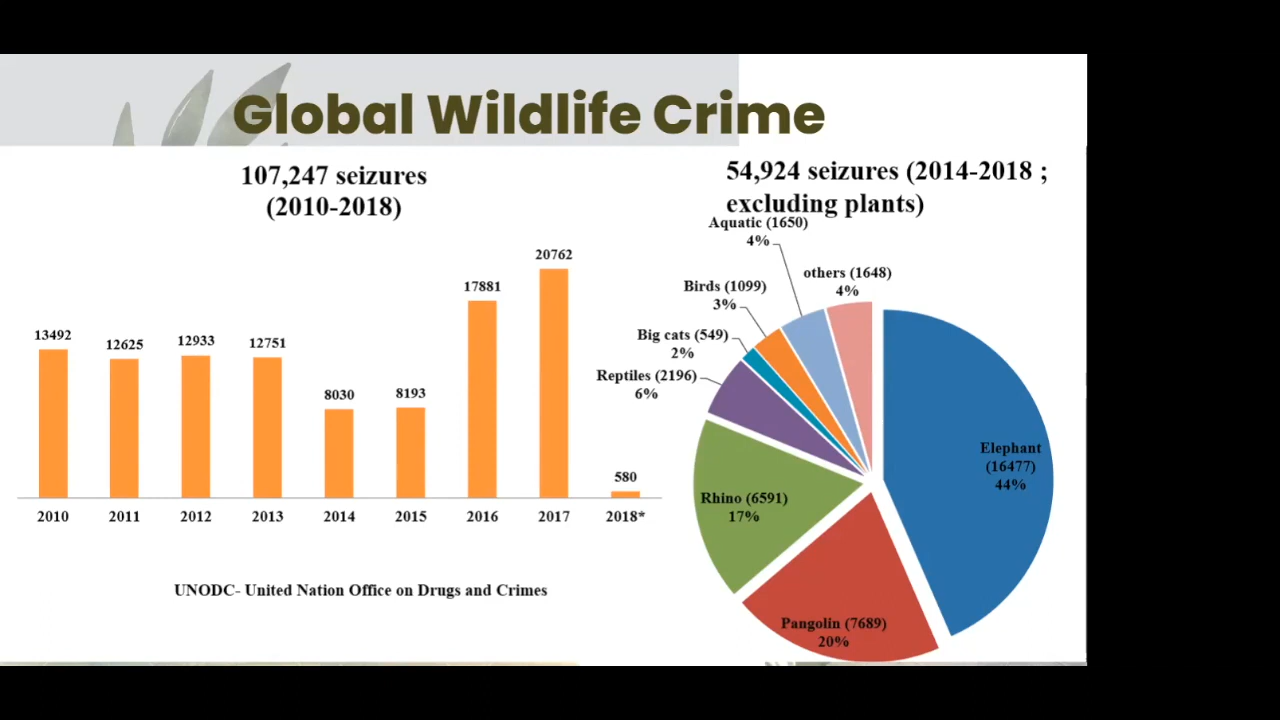 Global Wildlife Crime
107,247 seizures
(2010-2018)
13492
12625
12933
12751
8030
8193
17881
20762
580
2010
2011
2012
2013
2014
2015
2016
2017
2018*
UNODC- United Nation Office on Drugs and Crimes
54,924 seizures (2014-2018 ;
excluding plants)
Aquatic (1650)
4%
others (1648)
4%
Birds (1099)
3%
Big cats (549)
2%
Reptiles (2196)
6%
Elephant
(16477)
44%
Rhino (6591)
17%
Pangolin (7689)
20%